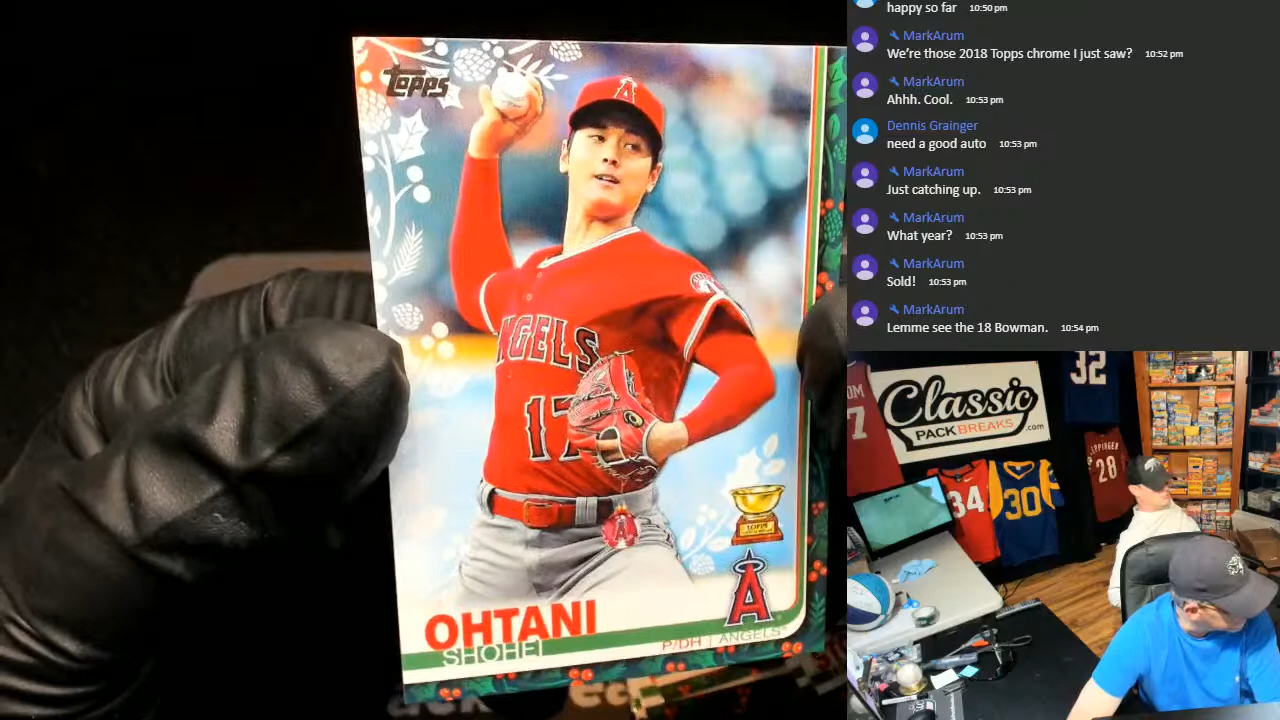 Topps
ANGELS
17
TOPPS
A
OHTANI
SHOHEI
P/DH | ANGELS
happy so far 10:50 pm
MarkArum
We're those 2018 Topps chrome I just saw? 10:52 pm
MarkArum
Ahhh. Cool. 10:53 pm
Dennis Grainger
need a good auto 10:53 pm
MarkArum
Just catching up. 10:53 pm
MarkArum
What year? 10:53 pm
MarkArum
Sold! 10:53 pm
MarkArum
Lemme see the 18 Bowman. 10:54 pm
Classic
PACK BREAKS.com
32
7
34
30
28